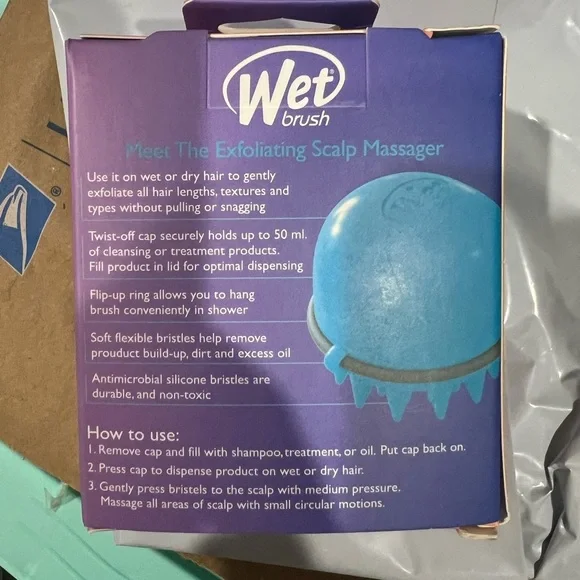 Wet
brush
Meet The Exfoliating Scalp Massager
Use it on wet or dry hair to gently
exfoliate all hair lengths, textures and
types without pulling or snagging
Twist-off cap securely holds up to 50 ml.
of cleansing or treatment products.
Fill product in lid for optimal dispensing
Flip-up ring allows you to hang
brush conveniently in shower
Soft flexible bristles help remove
prouduct build-up, dirt and excess oil
Antimicrobial silicone bristles are
durable, and non-toxic
How to use:
1. Remove cap and fill with shampoo, treatment, or oil. Put cap back on.
2. Press cap to dispense product on wet or dry hair.
3. Gently press bristels to the scalp with medium pressure.
Massage all areas of scalp with small circular motions.